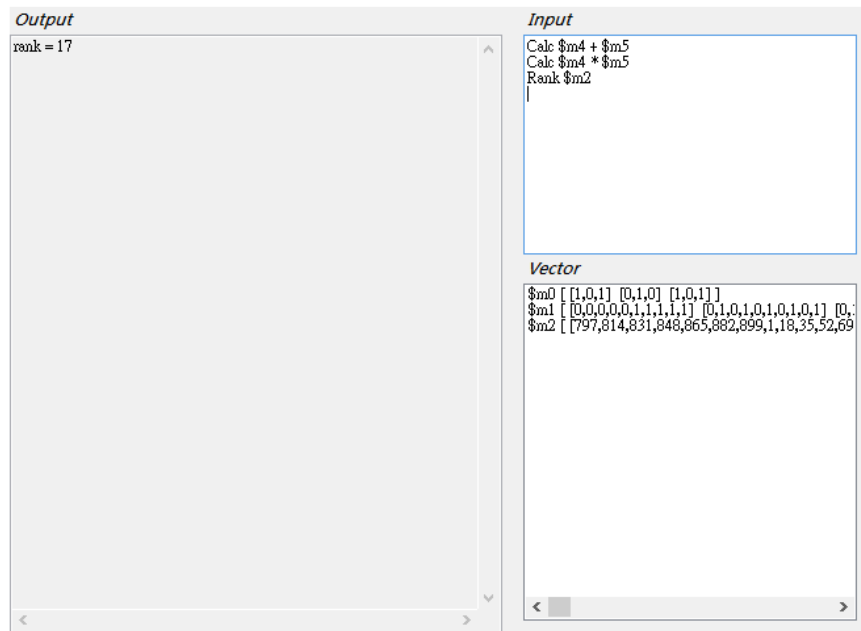 Output
rank = 17
Input
Calc $m4 + $m5
Calc $m4 * $m5
Rank $m2
Vector
$m0 [ [1,0,1] [0,1,0] [1,0,1] ]
$m1 [ [0,0,0,0,0,1,1,1,1,1] [0,1,0,1,0,1,0,1,0,1] [0,
$m2 [ [797,814,831,848,865,882,899,1,18,35,52,69